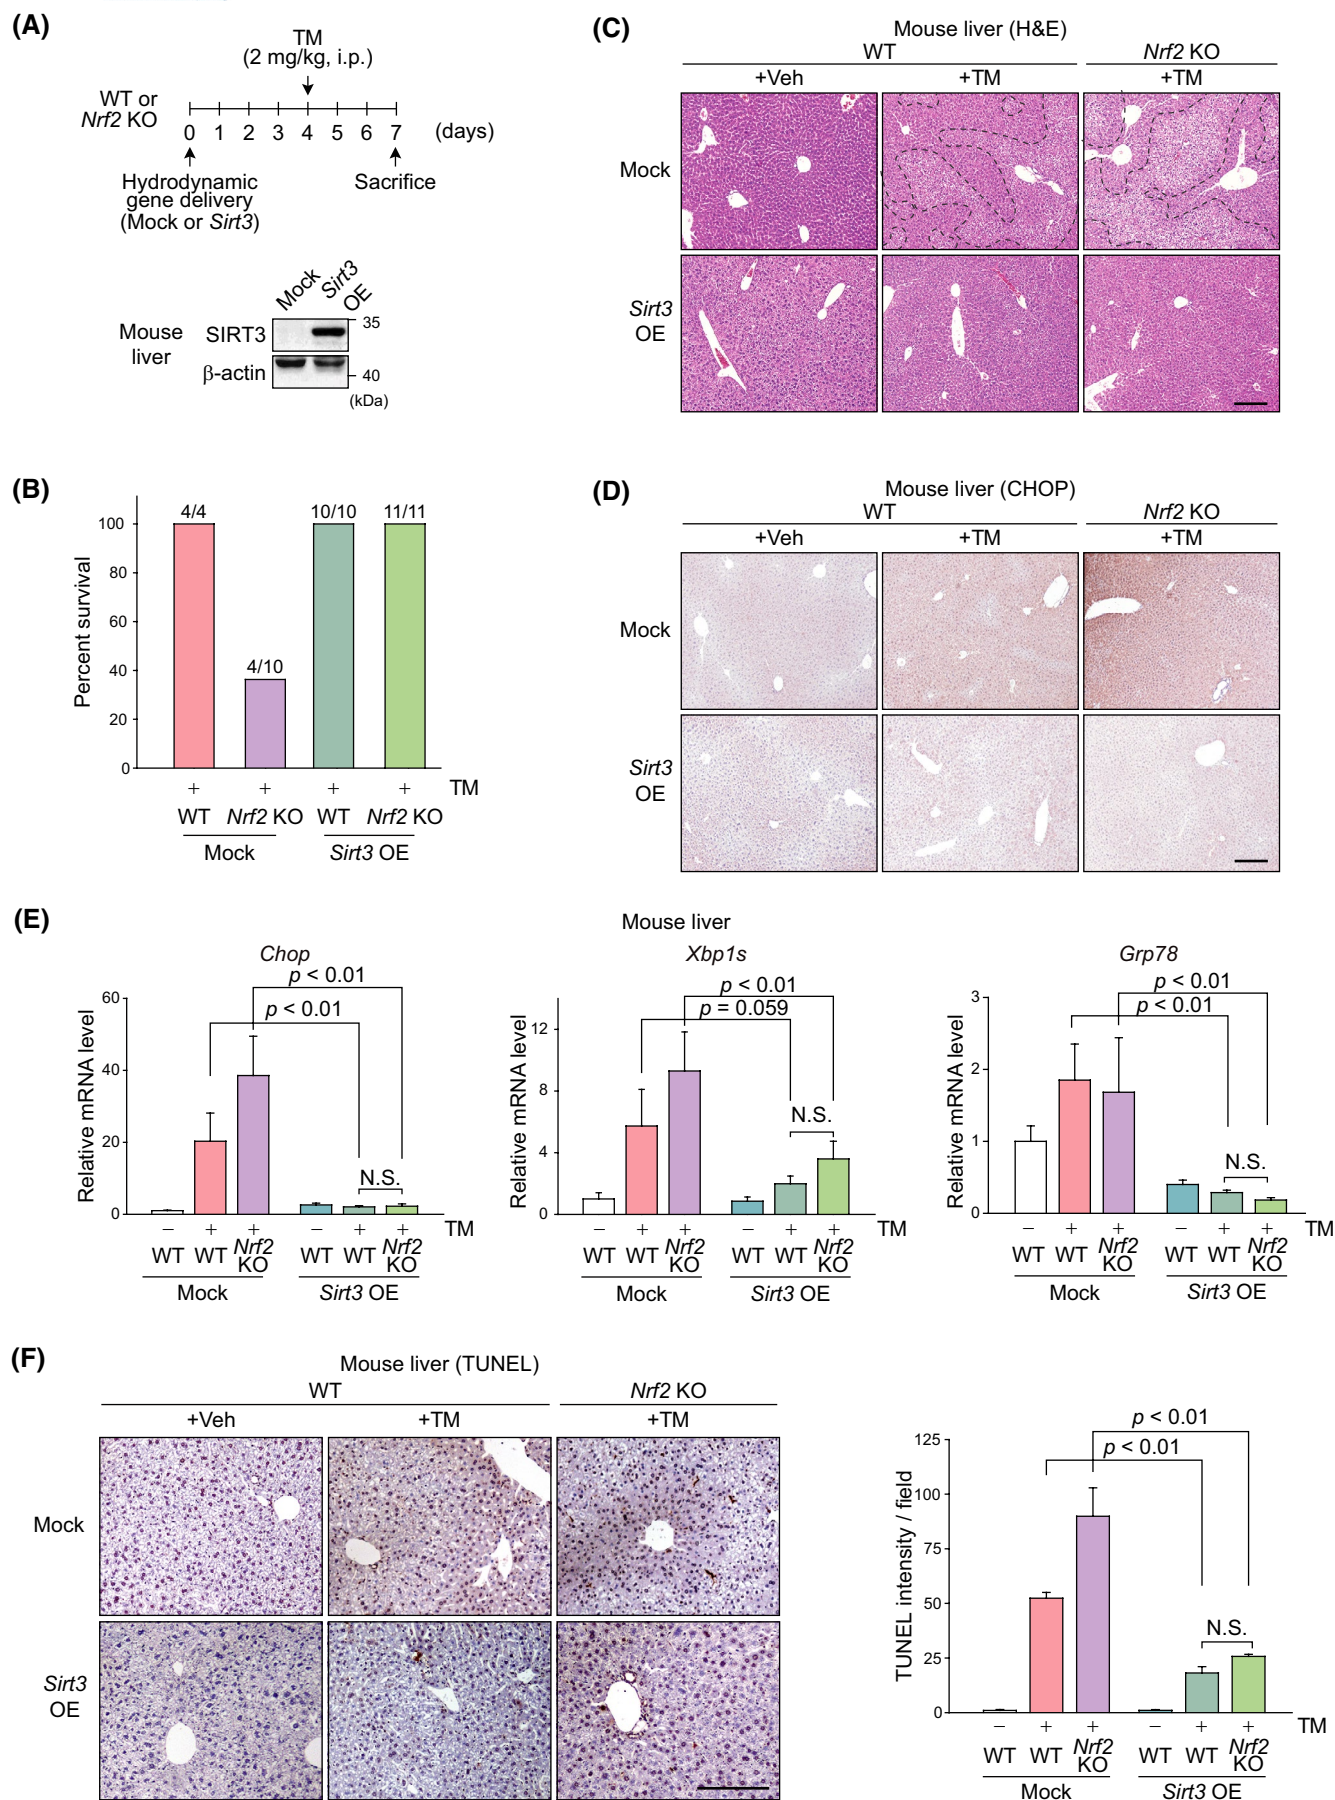 (A)
TM
(2 mg/kg, i.p.)
WT or
Nrf2 KO
0 1 2 3 4 5 6 7 (days)
Hydrodynamic
gene delivery
(Mock or Sirt3)
Sacrifice
Mock
Sirt3
OE
Mouse
liver
SIRT3
35
β-actin
40
(kDa)
(B)
Percent survival
100
80
60
40
20
0
4/4
4/10
10/10
11/11
+ + + + TM
WT Nrf2 KO WT Nrf2 KO
Mock Sirt3 OE
(C)
Mouse liver (H&E)
WT Nrf2 KO
+Veh +TM +TM
Mock
Sirt3
OE
(D)
Mouse liver (CHOP)
WT Nrf2 KO
+Veh +TM +TM
Mock
Sirt3
OE
(E)
Mouse liver
Chop
p < 0.01
p < 0.01
N.S.
Relative mRNA level
60
40
20
0
− + + − + + TM
WT WT Nrf2 KO WT WT Nrf2 KO
Mock Sirt3 OE
Xbp1s
p < 0.01
p = 0.059
N.S.
Relative mRNA level
12
8
4
0
− + + − + + TM
WT WT Nrf2 KO WT WT Nrf2 KO
Mock Sirt3 OE
Grp78
p < 0.01
p < 0.01
N.S.
Relative mRNA level
3
2
1
0
− + + − + + TM
WT WT Nrf2 KO WT WT Nrf2 KO
Mock Sirt3 OE
(F)
Mouse liver (TUNEL)
WT Nrf2 KO
+Veh +TM +TM
Mock
Sirt3
OE
p < 0.01
p < 0.01
N.S.
TUNEL intensity / field
125
100
75
50
25
0
− + + − + + TM
WT WT Nrf2 KO WT WT Nrf2 KO
Mock Sirt3 OE